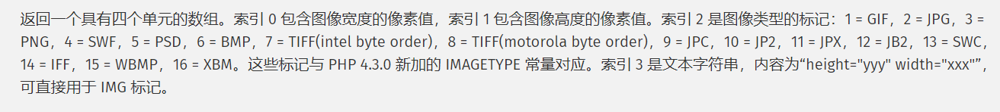 返回一个具有四个单元的数组。索引 0 包含图像宽度的像素值，索引 1 包含图像高度的像素值。索引 2 是图像类型的标记：1 = GIF，2 = JPG，3 =
PNG，4 = SWF，5 = PSD，6 = BMP，7 = TIFF(intel byte order)，8 = TIFF(motorola byte order)，9 = JPC，10 = JP2，11 = JPX，12 = JB2，13 = SWC，
14 = IFF，15 = WBMP，16 = XBM。这些标记与 PHP 4.3.0 新加的 IMAGETYPE 常量对应。索引 3 是文本字符串，内容为“height="yyy" width="xxx"”，
可直接用于 IMG 标记。